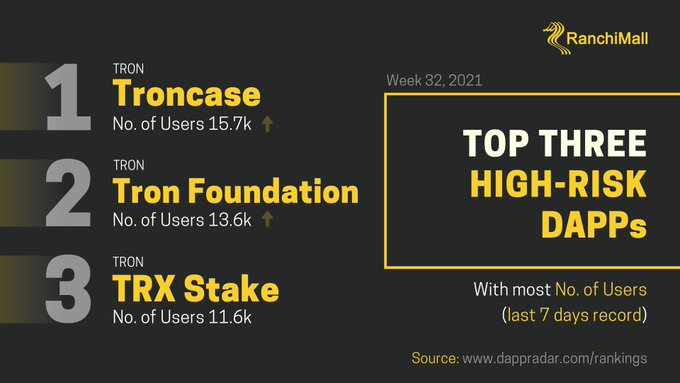 RanchiMall
1
TRON
Troncase
No. of Users 15.7k
2
TRON
Tron Foundation
No. of Users 13.6k
3
TRON
TRX Stake
No. of Users 11.6k
Week 32, 2021
TOP THREE
HIGH-RISK
DAPPs
With most No. of Users
(last 7 days record)
Source: www.dappradar.com/rankings